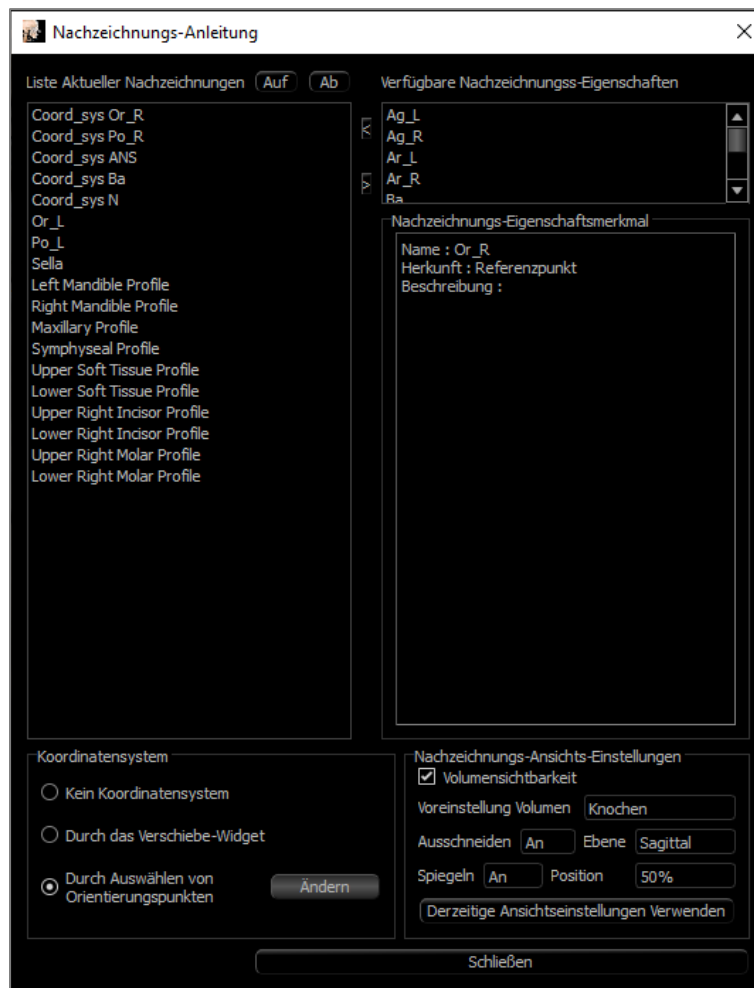 Nachzeichnungs-Anleitung
Liste Aktueller Nachzeichnungen Auf Ab
Coord_sys Or_R
Coord_sys Po_R
Coord_sys ANS
Coord_sys Ba
Coord_sys N
Or_L
Po_L
Sella
Left Mandible Profile
Right Mandible Profile
Maxillary Profile
Symphyseal Profile
Upper Soft Tissue Profile
Lower Soft Tissue Profile
Upper Right Incisor Profile
Lower Right Incisor Profile
Upper Right Molar Profile
Lower Right Molar Profile
<
>
Verfügbare Nachzeichnungss-Eigenschaften
Ag_L
Ag_R
Ar_L
Ar_R
Ba
Nachzeichnungs-Eigenschaftsmerkmal
Name : Or_R
Herkunft : Referenzpunkt
Beschreibung :
Koordinatensystem
Kein Koordinatensystem
Durch das Verschiebe-Widget
Durch Auswählen von
Orientierungspunkten
Ändern
Nachzeichnungs-Ansichts-Einstellungen
Volumensichtbarkeit
Voreinstellung Volumen Knochen
Ausschneiden An Ebene Sagittal
Spiegeln An Position 50%
Derzeitige Ansichtseinstellungen Verwenden
Schließen